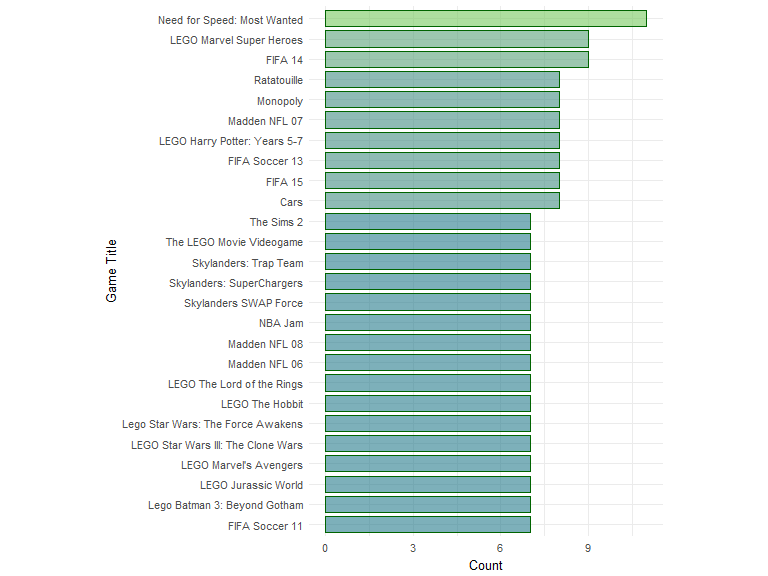 Need for Speed: Most Wanted
LEGO Marvel Super Heroes
FIFA 14
Ratatouille
Monopoly
Madden NFL 07
LEGO Harry Potter: Years 5-7
FIFA Soccer 13
FIFA 15
Cars
The Sims 2
The LEGO Movie Videogame
Skylanders: Trap Team
Skylanders: SuperChargers
Skylanders SWAP Force
NBA Jam
Madden NFL 08
Madden NFL 06
LEGO The Lord of the Rings
LEGO The Hobbit
Lego Star Wars: The Force Awakens
LEGO Star Wars III: The Clone Wars
LEGO Marvel's Avengers
LEGO Jurassic World
Lego Batman 3: Beyond Gotham
FIFA Soccer 11
Game Title
0 3 6 9
Count